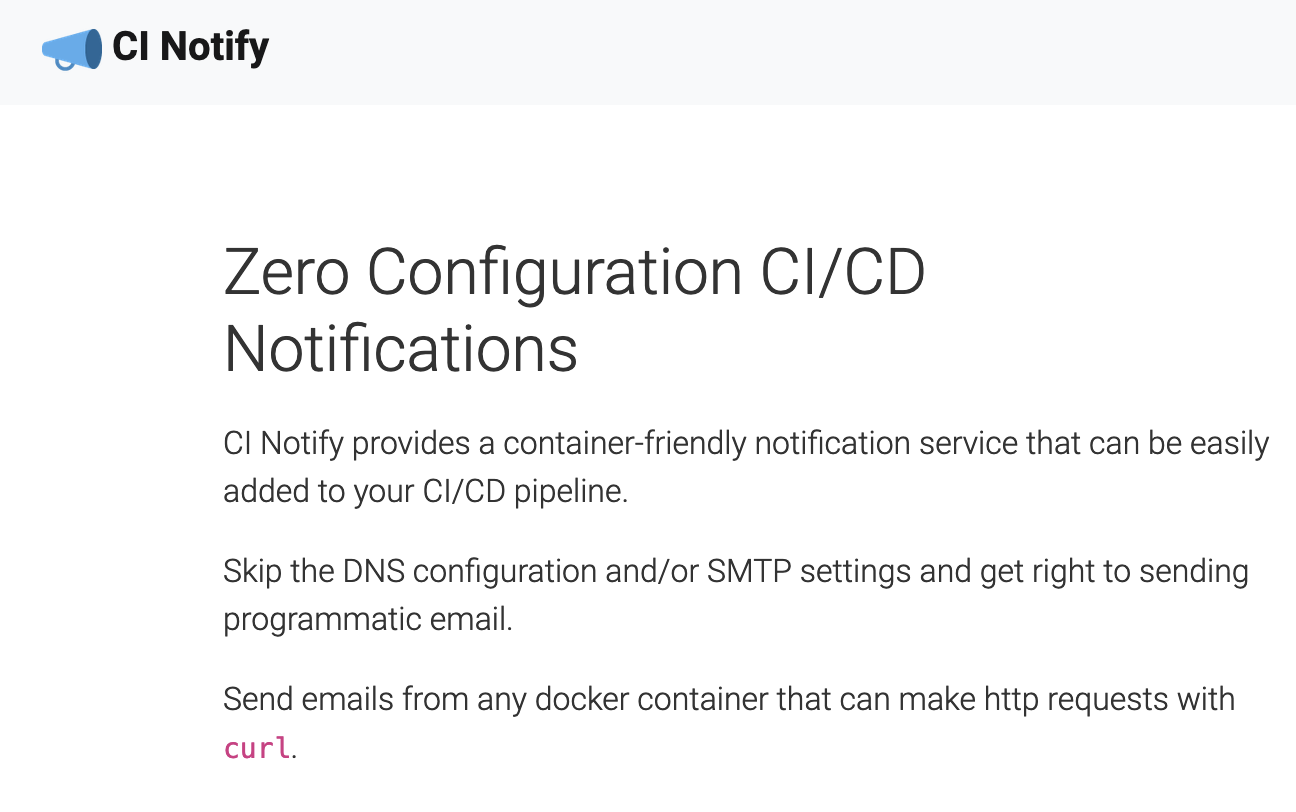 CI Notify
Zero Configuration CI/CD
Notifications
CI Notify provides a container-friendly notification service that can be easily
added to your CI/CD pipeline.
Skip the DNS configuration and/or SMTP settings and get right to sending
programmatic email.
Send emails from any docker container that can make http requests with
curl.